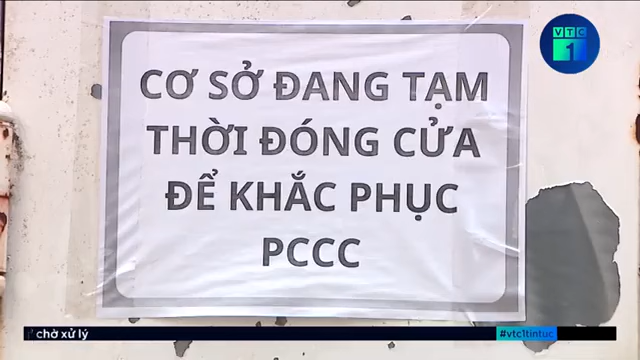 VTC
1
CƠ SỞ ĐANG TẠM
THỜI ĐÓNG CỬA
ĐỂ KHẮC PHỤC
PCCC
chờ xử lý
#vtc1tintuc